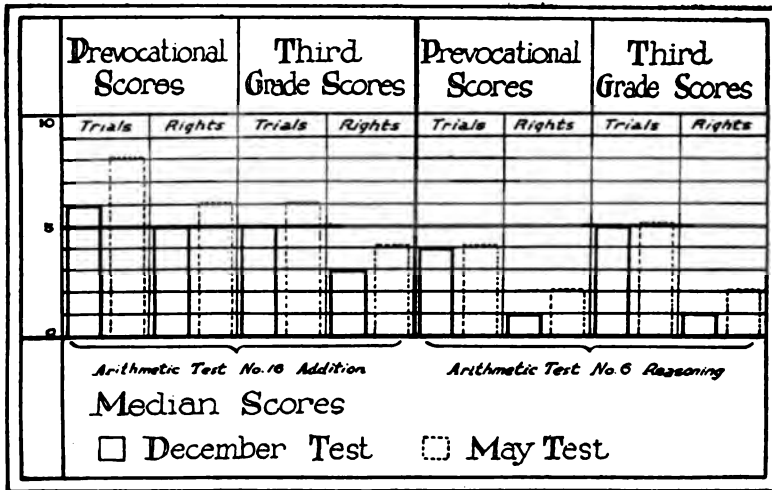 Prevocational Scores
Third Grade Scores
Prevocational Scores
Third Grade Scores
10
Trials Rights Trials Rights Trials Rights Trials Rights
5
0
Arithmetic Test No. 16 Addition
Arithmetic Test No. 6 Reasoning
Median Scores
December Test
May Test